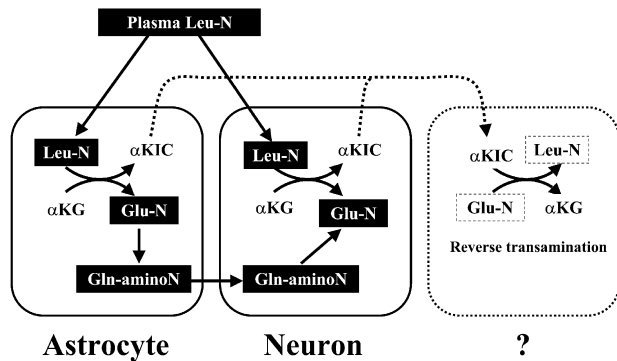 Plasma Leu-N
Leu-N
αKIC
αKG
Glu-N
Gln-aminoN
Astrocyte
Leu-N
αKIC
αKG
Glu-N
Gln-aminoN
Neuron
αKIC
Leu-N
Glu-N
αKG
Reverse transamination
?